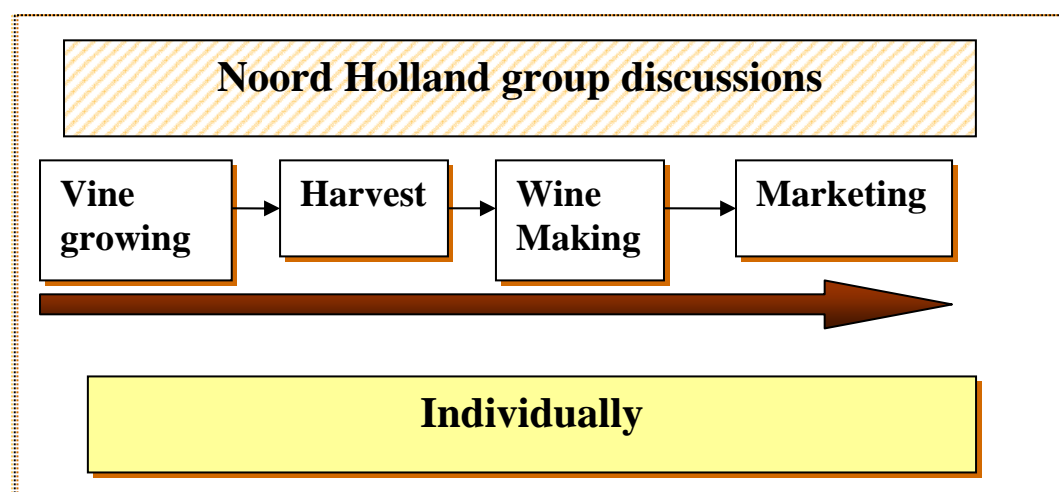 Noord Holland group discussions
Vine
growing
Harvest
Wine
Making
Marketing
Individually